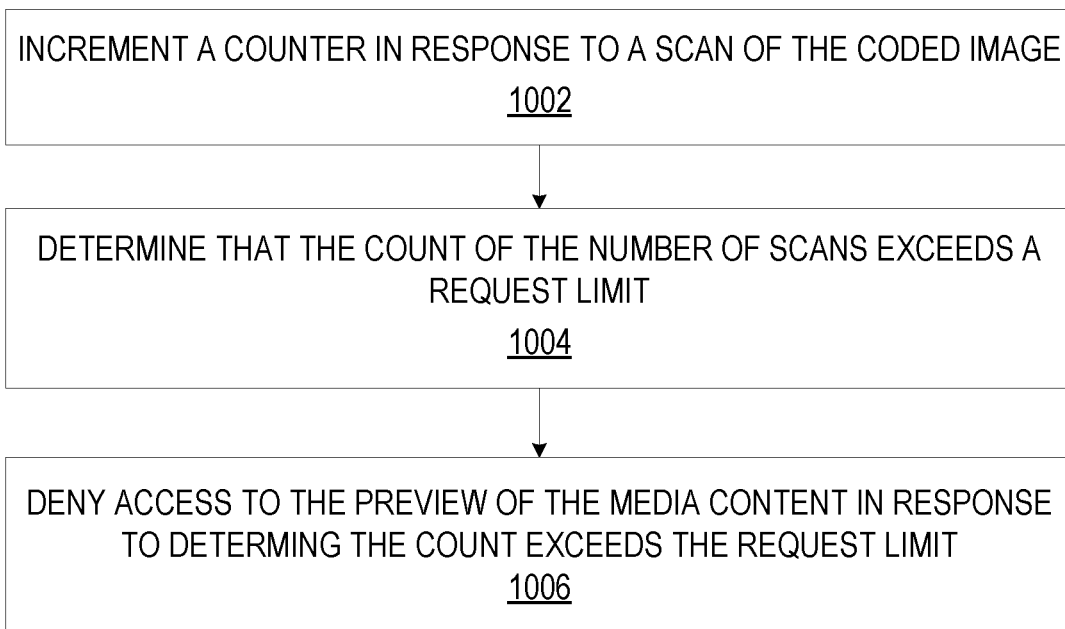 INCREMENT A COUNTER IN RESPONSE TO A SCAN OF THE CODED IMAGE
1002
DETERMINE THAT THE COUNT OF THE NUMBER OF SCANS EXCEEDS A
REQUEST LIMIT
1004
DENY ACCESS TO THE PREVIEW OF THE MEDIA CONTENT IN RESPONSE
TO DETERMING THE COUNT EXCEEDS THE REQUEST LIMIT
1006